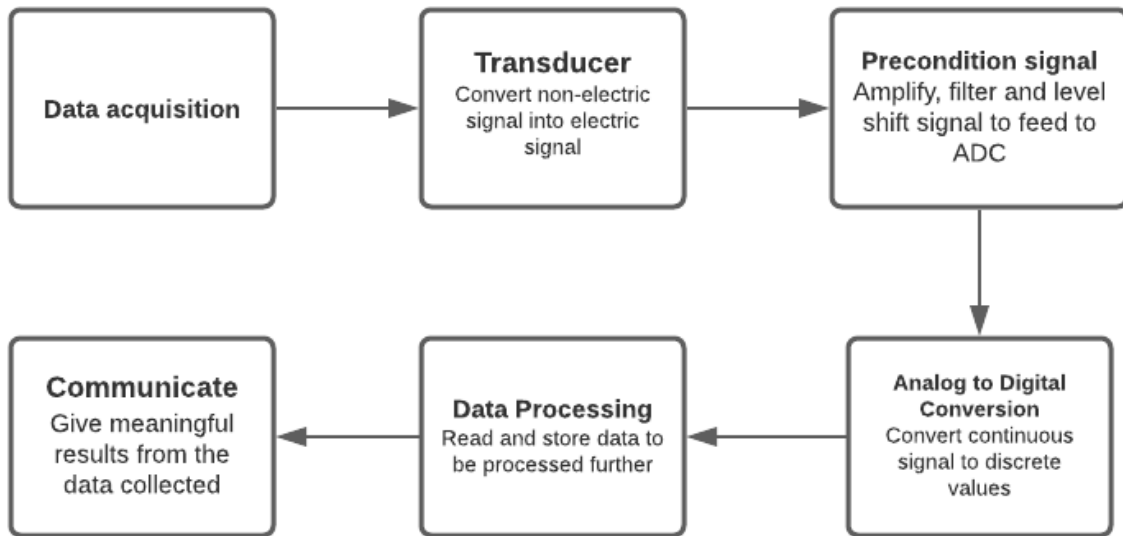 Data acquisition
Transducer
Convert non-electric
signal into electric
signal
Precondition signal
Amplify, filter and level
shift signal to feed to
ADC
Communicate
Give meaningful
results from the
data collected
Data Processing
Read and store data to
be processed further
Analog to Digital
Conversion
Convert continuous
signal to discrete
values